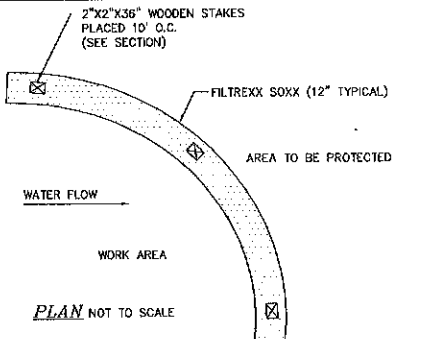 2"X2"X36" WOODEN STAKES
PLACED 10' O.C.
(SEE SECTION)
FILTREXX SOXX (12" TYPICAL)
AREA TO BE PROTECTED
WATER FLOW
WORK AREA
PLAN NOT TO SCALE